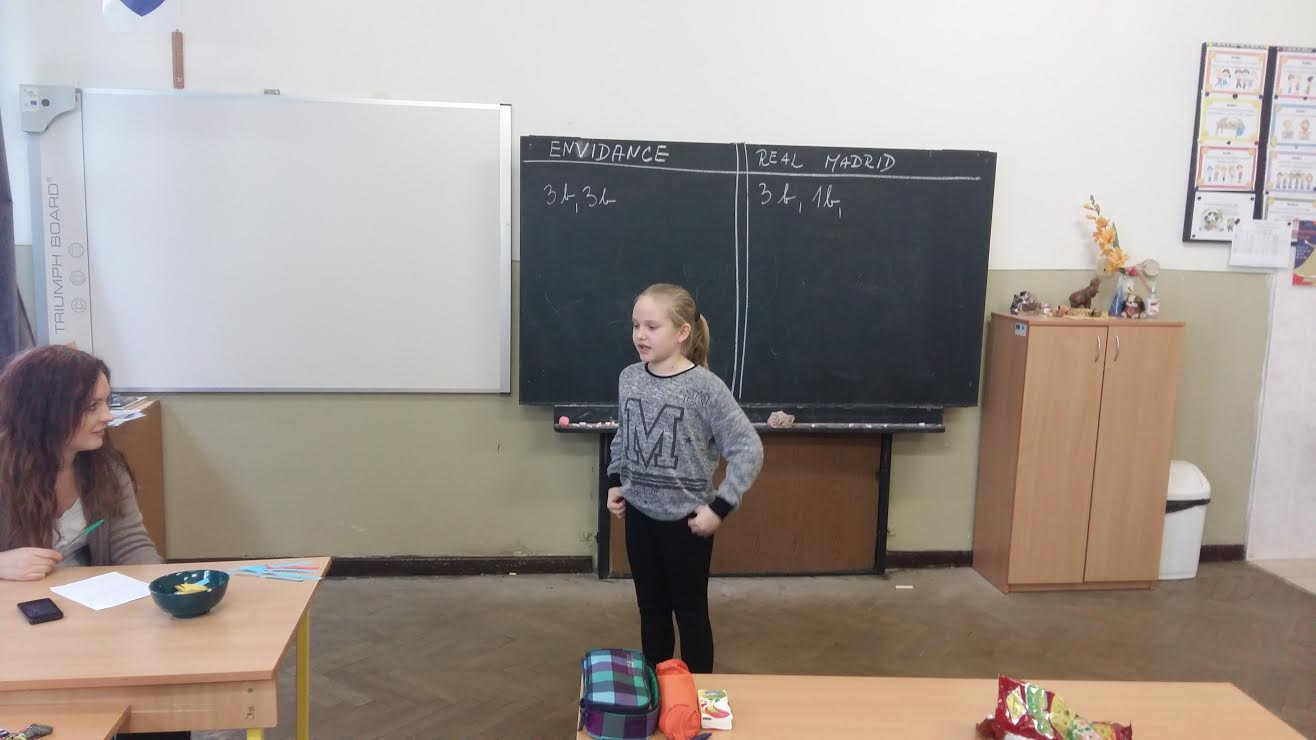 ENVIDANCE
REAL MADRID
3b, 3b
3b, 1b,
TRIUMPH BOARD
M